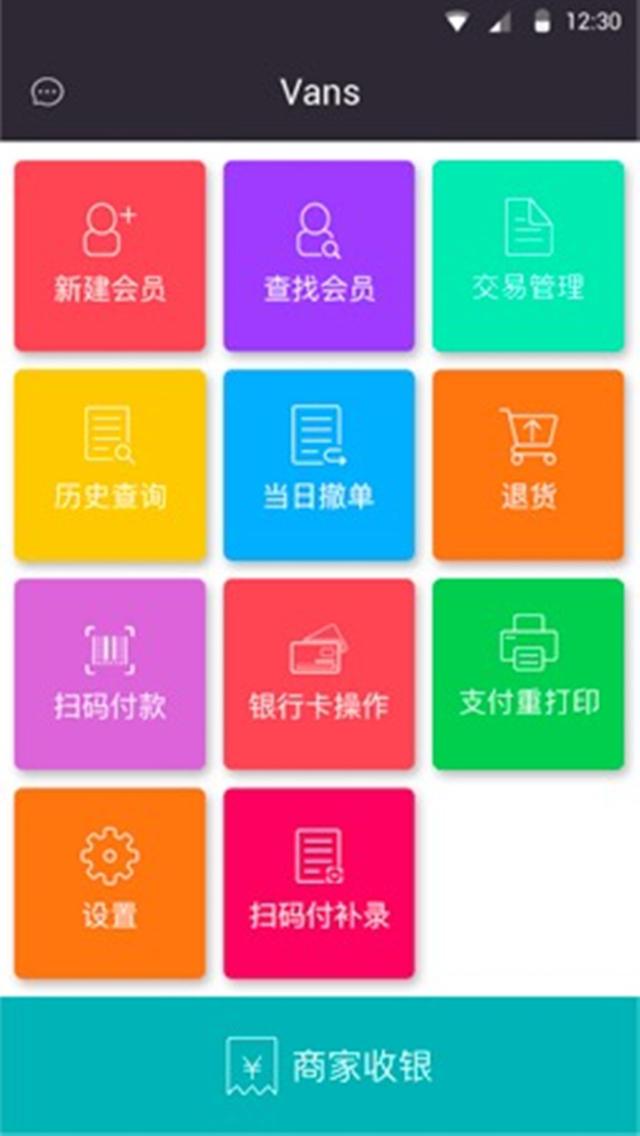 12:30
Vans
新建会员
查找会员
交易管理
历史查询
当日撤单
退货
扫码付款
银行卡操作
支付重打印
设置
扫码付补录
¥ 商家收银